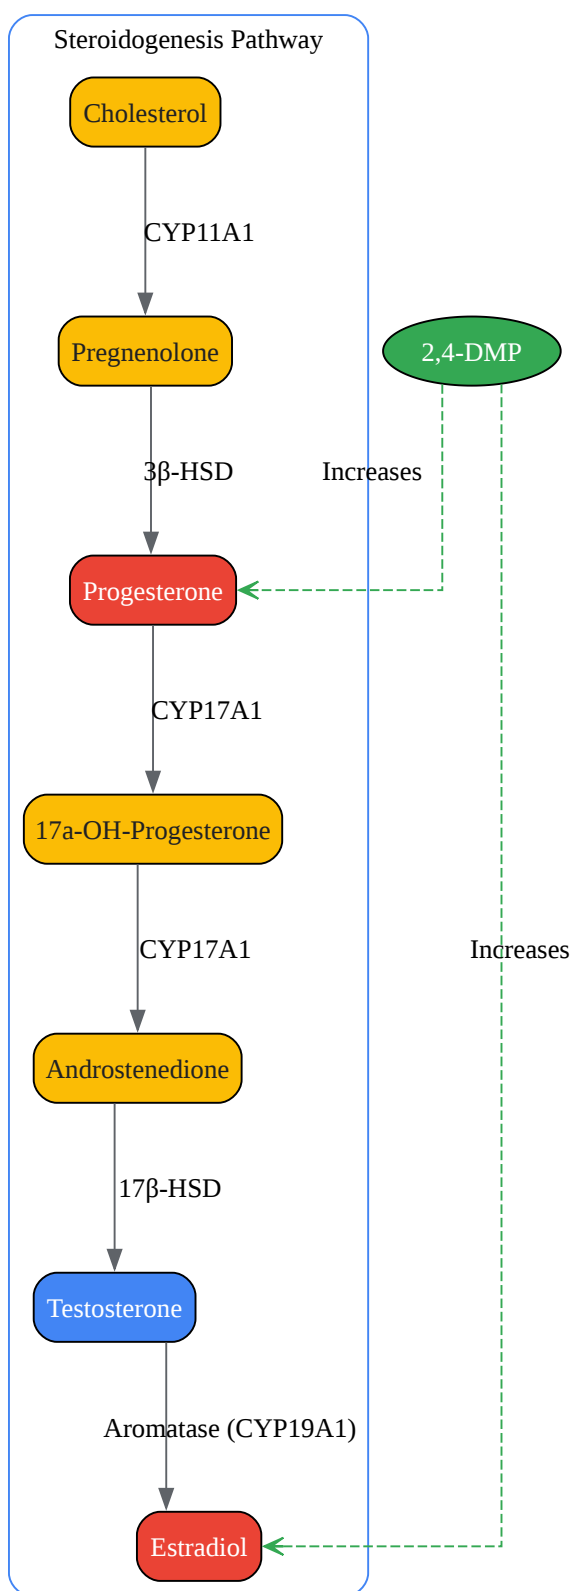 Steroidogenesis Pathway
Cholesterol
CYP11A1
Pregnenolone
2,4-DMP
3β-HSD
Increases
Progesterone
CYP17A1
17a-OH-Progesterone
CYP17A1
Increases
Androstenedione
17β-HSD
Testosterone
Aromatase (CYP19A1)
Estradiol